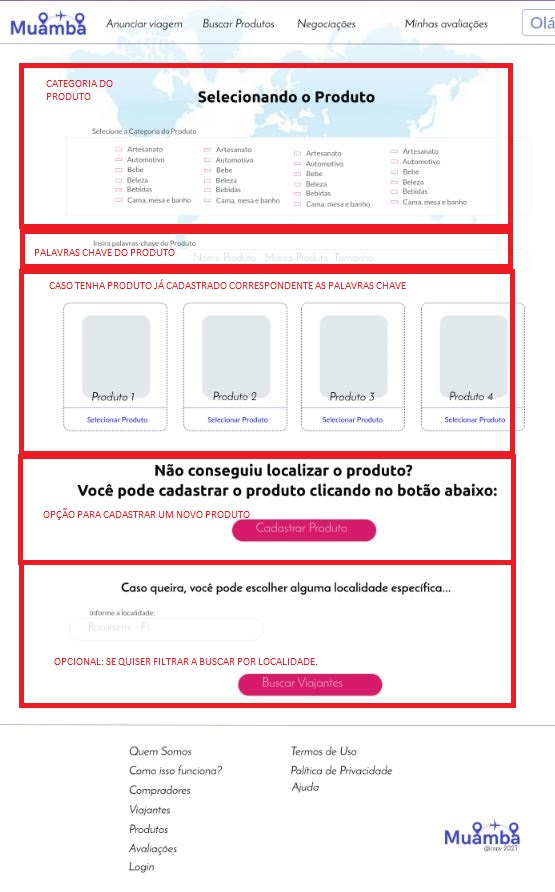 Muamba
Anunciar viagem
Buscar Produtos
Negociações
Minhas avaliações
Olá
CATEGORIA DO
PRODUTO
Selecionando o Produto
Selecione a Categoria do Produto
Artesanato
Automotivo
Bebe
Beleza
Bebidas
Cama, mesa e banho
Artesanato
Automotivo
Bebe
Beleza
Bebidas
Cama, mesa e banho
Artesanato
Automotivo
Bebe
Beleza
Bebidas
Cama, mesa e banho
Artesanato
Automotivo
Bebe
Beleza
Bebidas
Cama, mesa e banho
Insira palavras-chave do Produto
PALAVRAS CHAVE DO PRODUTO
Nome Produto Marca Produto Tamanho
CASO TENHA PRODUTO JÁ CADASTRADO CORRESPONDENTE AS PALAVRAS CHAVE
Produto 1
Selecionar Produto
Produto 2
Selecionar Produto
Produto 3
Selecionar Produto
Produto 4
Selecionar Produto
Não conseguiu localizar o produto?
Você pode cadastrar o produto clicando no botão abaixo:
OPÇÃO PARA CADASTRAR UM NOVO PRODUTO
Cadastrar Produto
Caso queira, você pode escolher alguma localidade específica...
Informe a localidade:
Rovaniemi - FI
OPCIONAL: SE QUISER FILTRAR A BUSCAR POR LOCALIDADE.
Buscar Viajantes
Quem Somos
Como isso funciona?
Compradores
Viajantes
Produtos
Avaliações
Login
Termos de Uso
Política de Privacidade
Ajuda
Muamba
@copy 2023